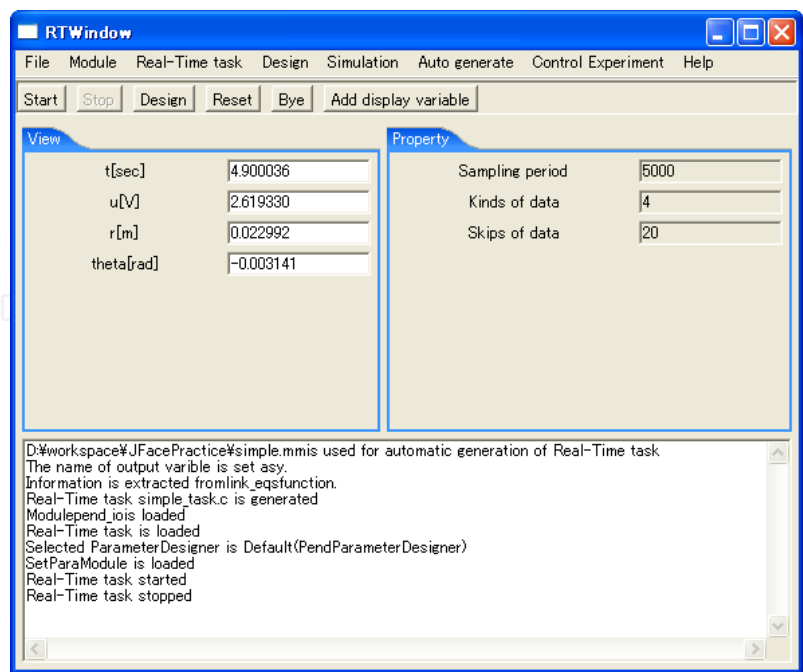 RTWindow
File Module Real-Time task Design Simulation Auto generate Control Experiment Help
Start Stop Design Reset Bye Add display variable
View
t[sec] 4.900036
u[V] 2.619330
r[m] 0.022992
theta[rad] -0.003141
Property
Sampling period 5000
Kinds of data 4
Skips of data 20
D:¥workspace¥JFacePractice¥simple.mmis used for automatic generation of Real-Time task
The name of output varible is set asy.
Information is extracted fromlink_eqsfunction.
Real-Time task simple_task.c is generated
Modulepend_iois loaded
Real-Time task is loaded
Selected ParameterDesigner is Default(PendParameterDesigner)
SetParaModule is loaded
Real-Time task started
Real-Time task stopped